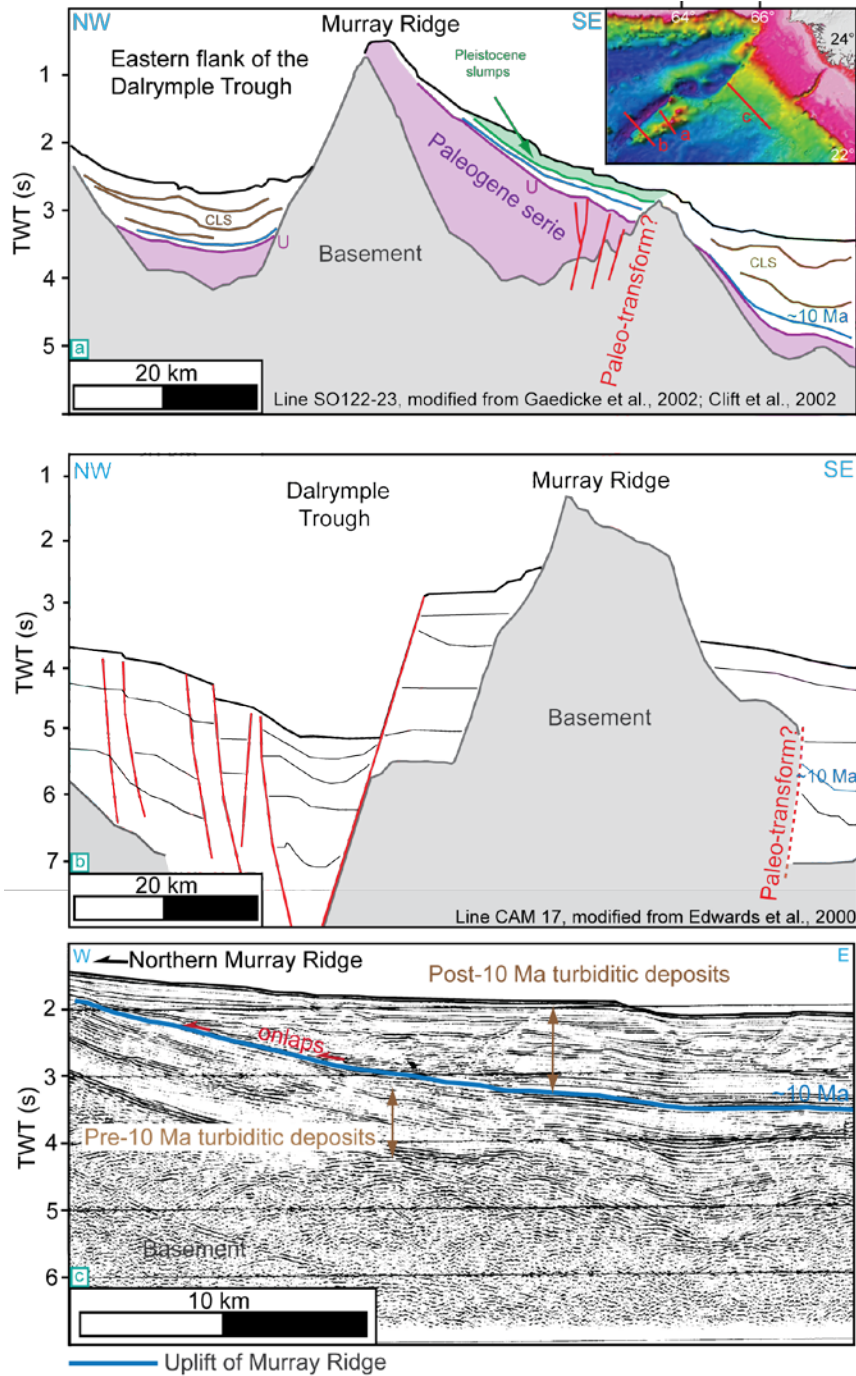 NW
Murray Ridge
SE
64°
66°
24°
22°
Eastern flank of the
Dalrymple Trough
Pleistocene
slumps
a
b
c
1
2
3
4
5
TWT (s)
CLS
U
Paleogene serie
U
Basement
Paleo-transform?
CLS
~10 Ma
a
20 km
Line SO122-23, modified from Gaedicke et al., 2002; Clift et al., 2002
NW
SE
Dalrymple
Trough
Murray Ridge
1
2
3
4
5
6
7
TWT (s)
Basement
Paleo-transform?
~10 Ma
b
20 km
Line CAM 17, modified from Edwards et al., 2000
W
Northern Murray Ridge
E
Post-10 Ma turbiditic deposits
2
3
4
5
6
TWT (s)
onlaps
~10 Ma
Pre-10 Ma turbiditic deposits
Basement
c
10 km
Uplift of Murray Ridge